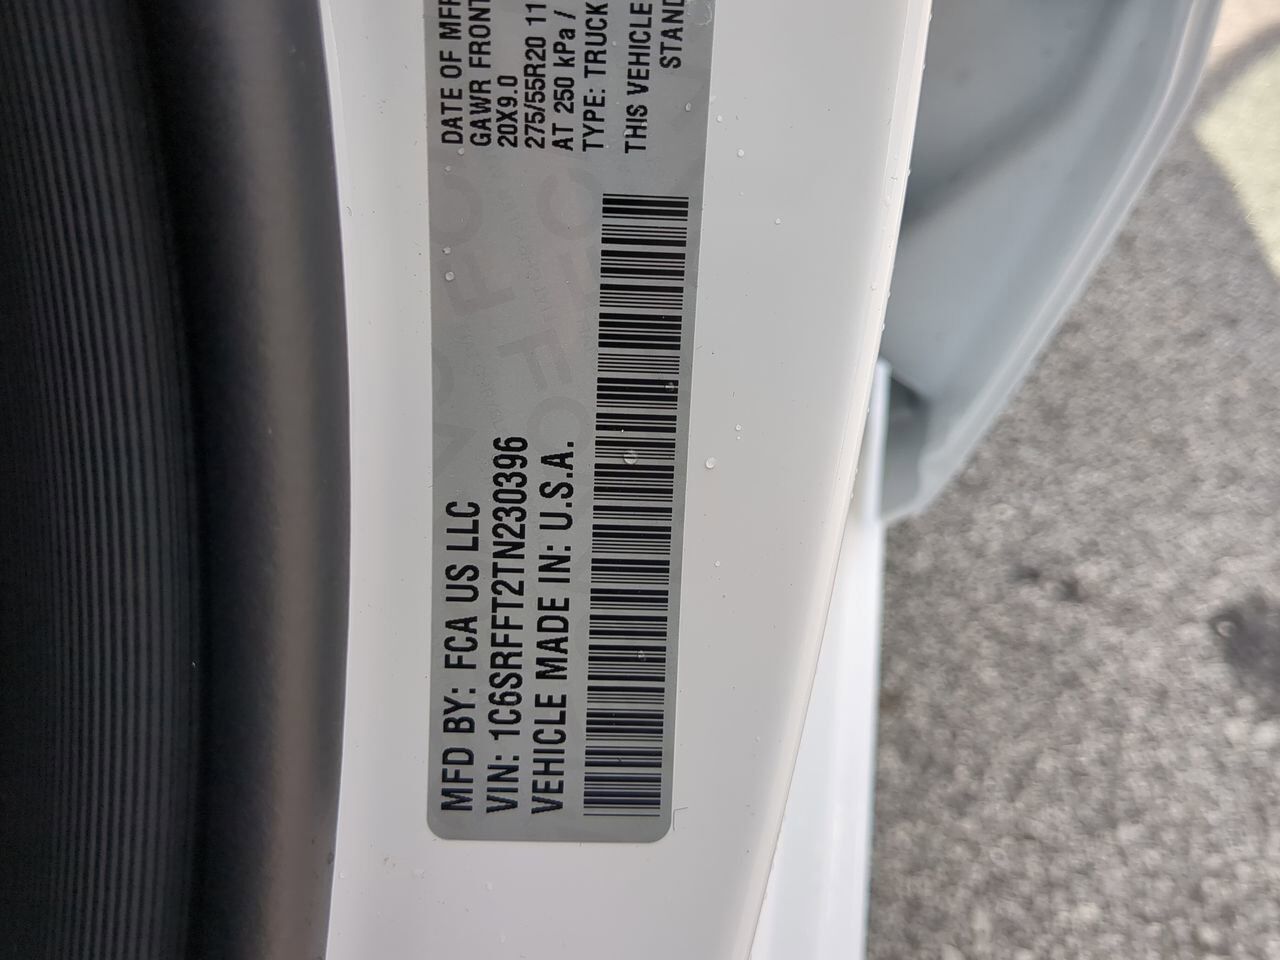 MFD BY: FCA US LLC
VIN: 1C6SRFFT2TN230396
VEHICLE MADE IN: U.S.A.
DATE OF MFR
GAWR FRONT
20X9.0
275/55R20 11
AT 250 kPa /
TYPE: TRUCK
THIS VEHICLE
STAND